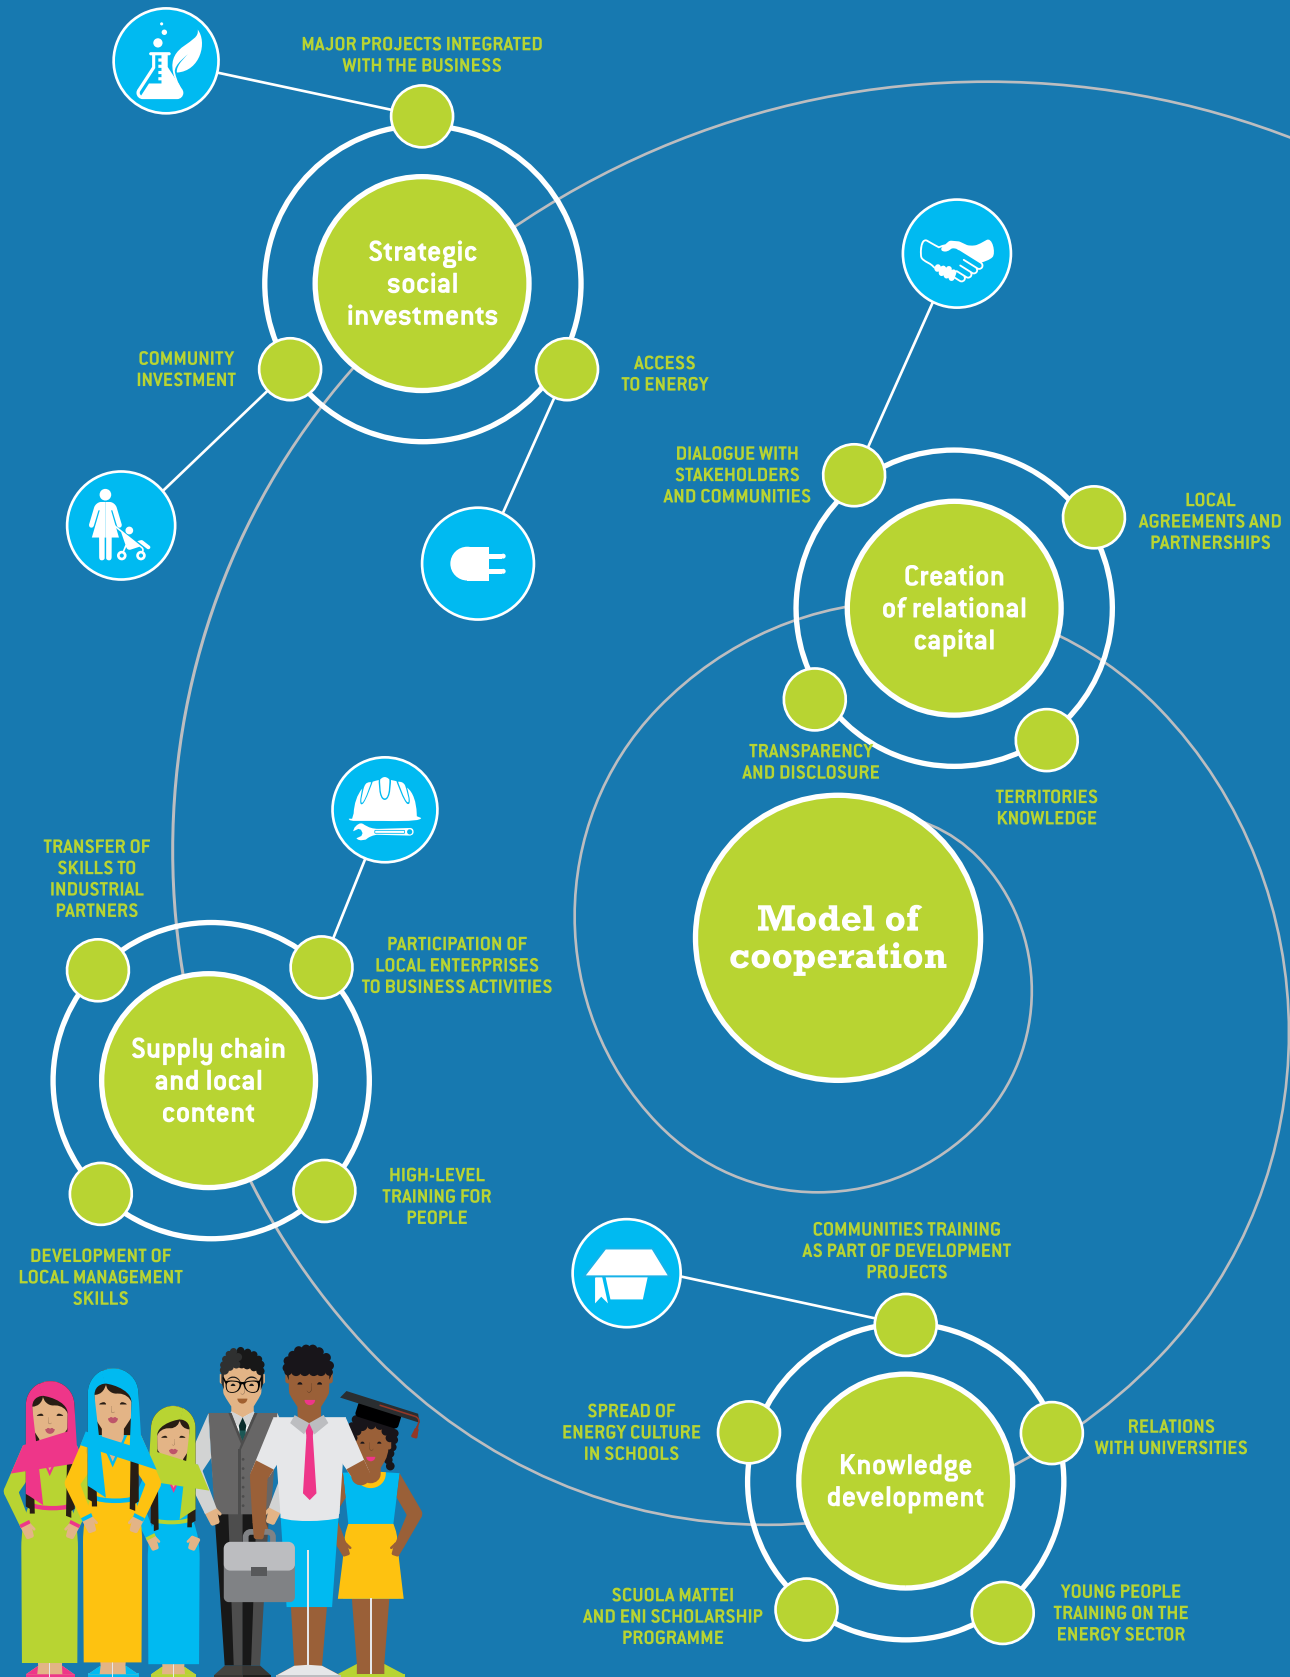 MAJOR PROJECTS INTEGRATED
WITH THE BUSINESS
Strategic
social
investments
COMMUNITY
INVESTMENT
ACCESS
TO ENERGY
DIALOGUE WITH
STAKEHOLDERS
AND COMMUNITIES
LOCAL
AGREEMENTS AND
PARTNERSHIPS
Creation
of relational
capital
TRANSPARENCY
AND DISCLOSURE
TERRITORIES
KNOWLEDGE
Model of
cooperation
TRANSFER OF
SKILLS TO
INDUSTRIAL
PARTNERS
PARTICIPATION OF
LOCAL ENTERPRISES
TO BUSINESS ACTIVITIES
Supply chain
and local
content
HIGH-LEVEL
TRAINING FOR
PEOPLE
DEVELOPMENT OF
LOCAL MANAGEMENT
SKILLS
COMMUNITIES TRAINING
AS PART OF DEVELOPMENT
PROJECTS
SPREAD OF
ENERGY CULTURE
IN SCHOOLS
RELATIONS
WITH UNIVERSITIES
Knowledge
development
SCUOLA MATTEI
AND ENI SCHOLARSHIP
PROGRAMME
YOUNG PEOPLE
TRAINING ON THE
ENERGY SECTOR